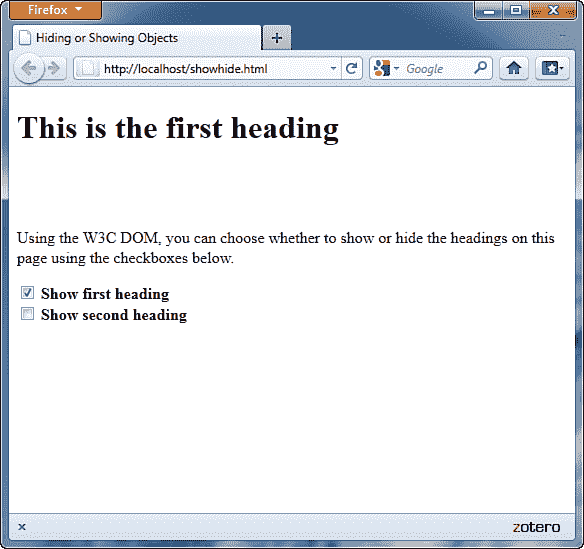 Firefox
Hiding or Showing Objects
http://localhost/showhide.html
Google
This is the first heading
Using the W3C DOM, you can choose whether to show or hide the headings on this
page using the checkboxes below.
Show first heading
Show second heading
x
zotero